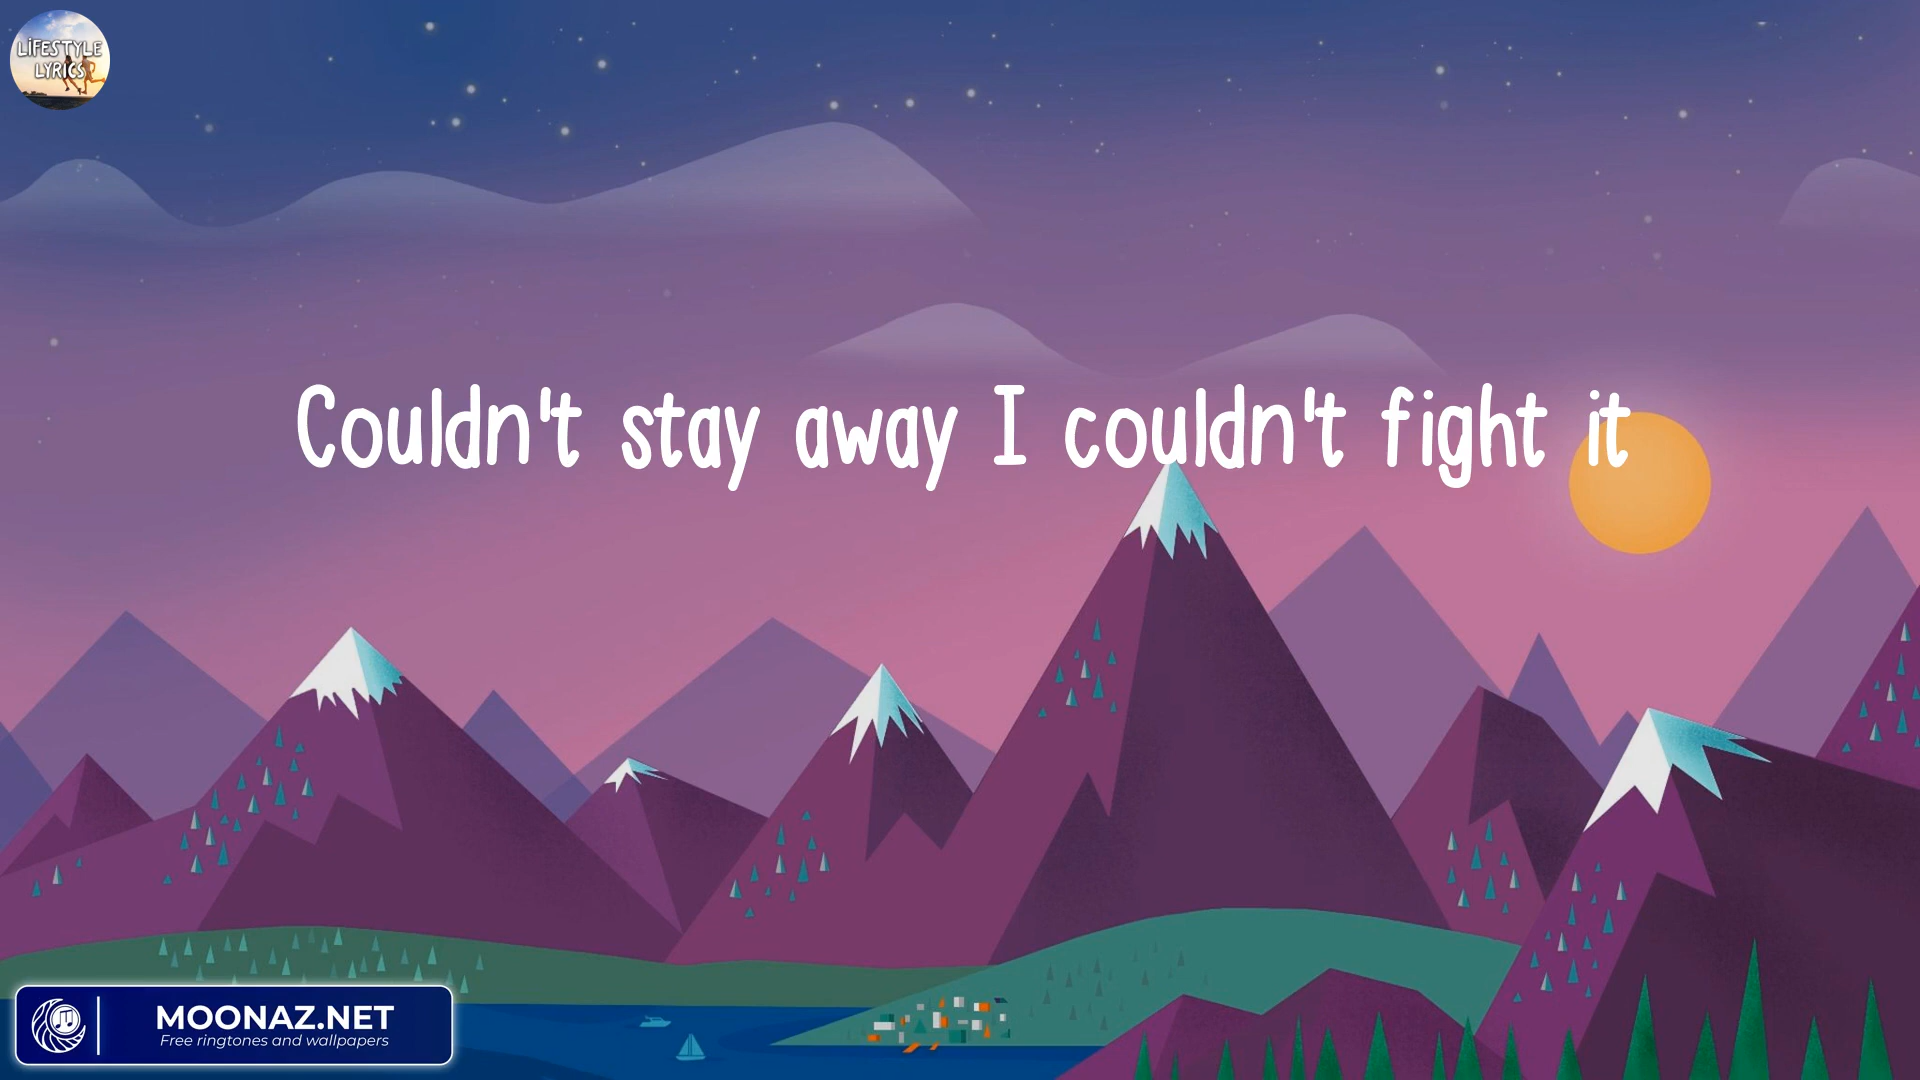 LiFESTYLE
LYRICS
Couldn't stay away I couldn't fight it
MOONAZ.NET
Free ringtones and wallpapers